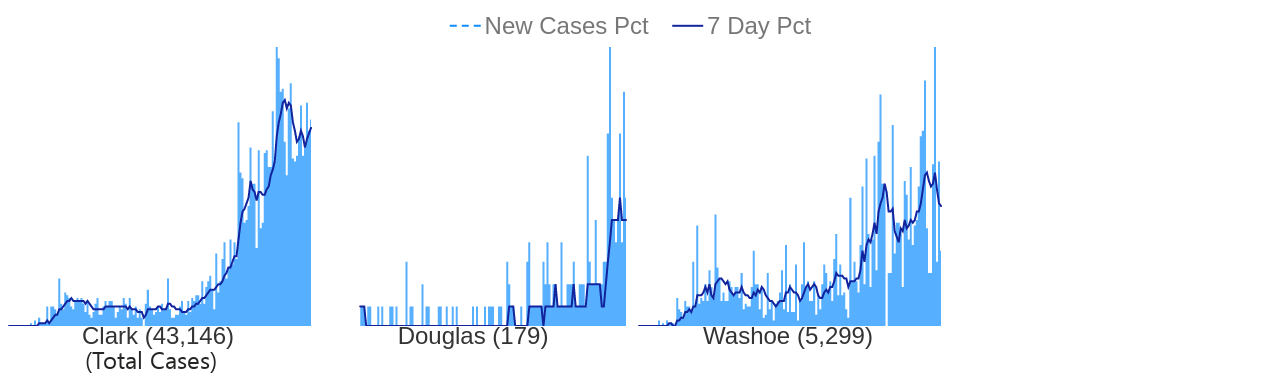 New Cases Pct 7 Day Pct
Clark (43,146) Douglas (179) Washoe (5,299)
(Total Cases)